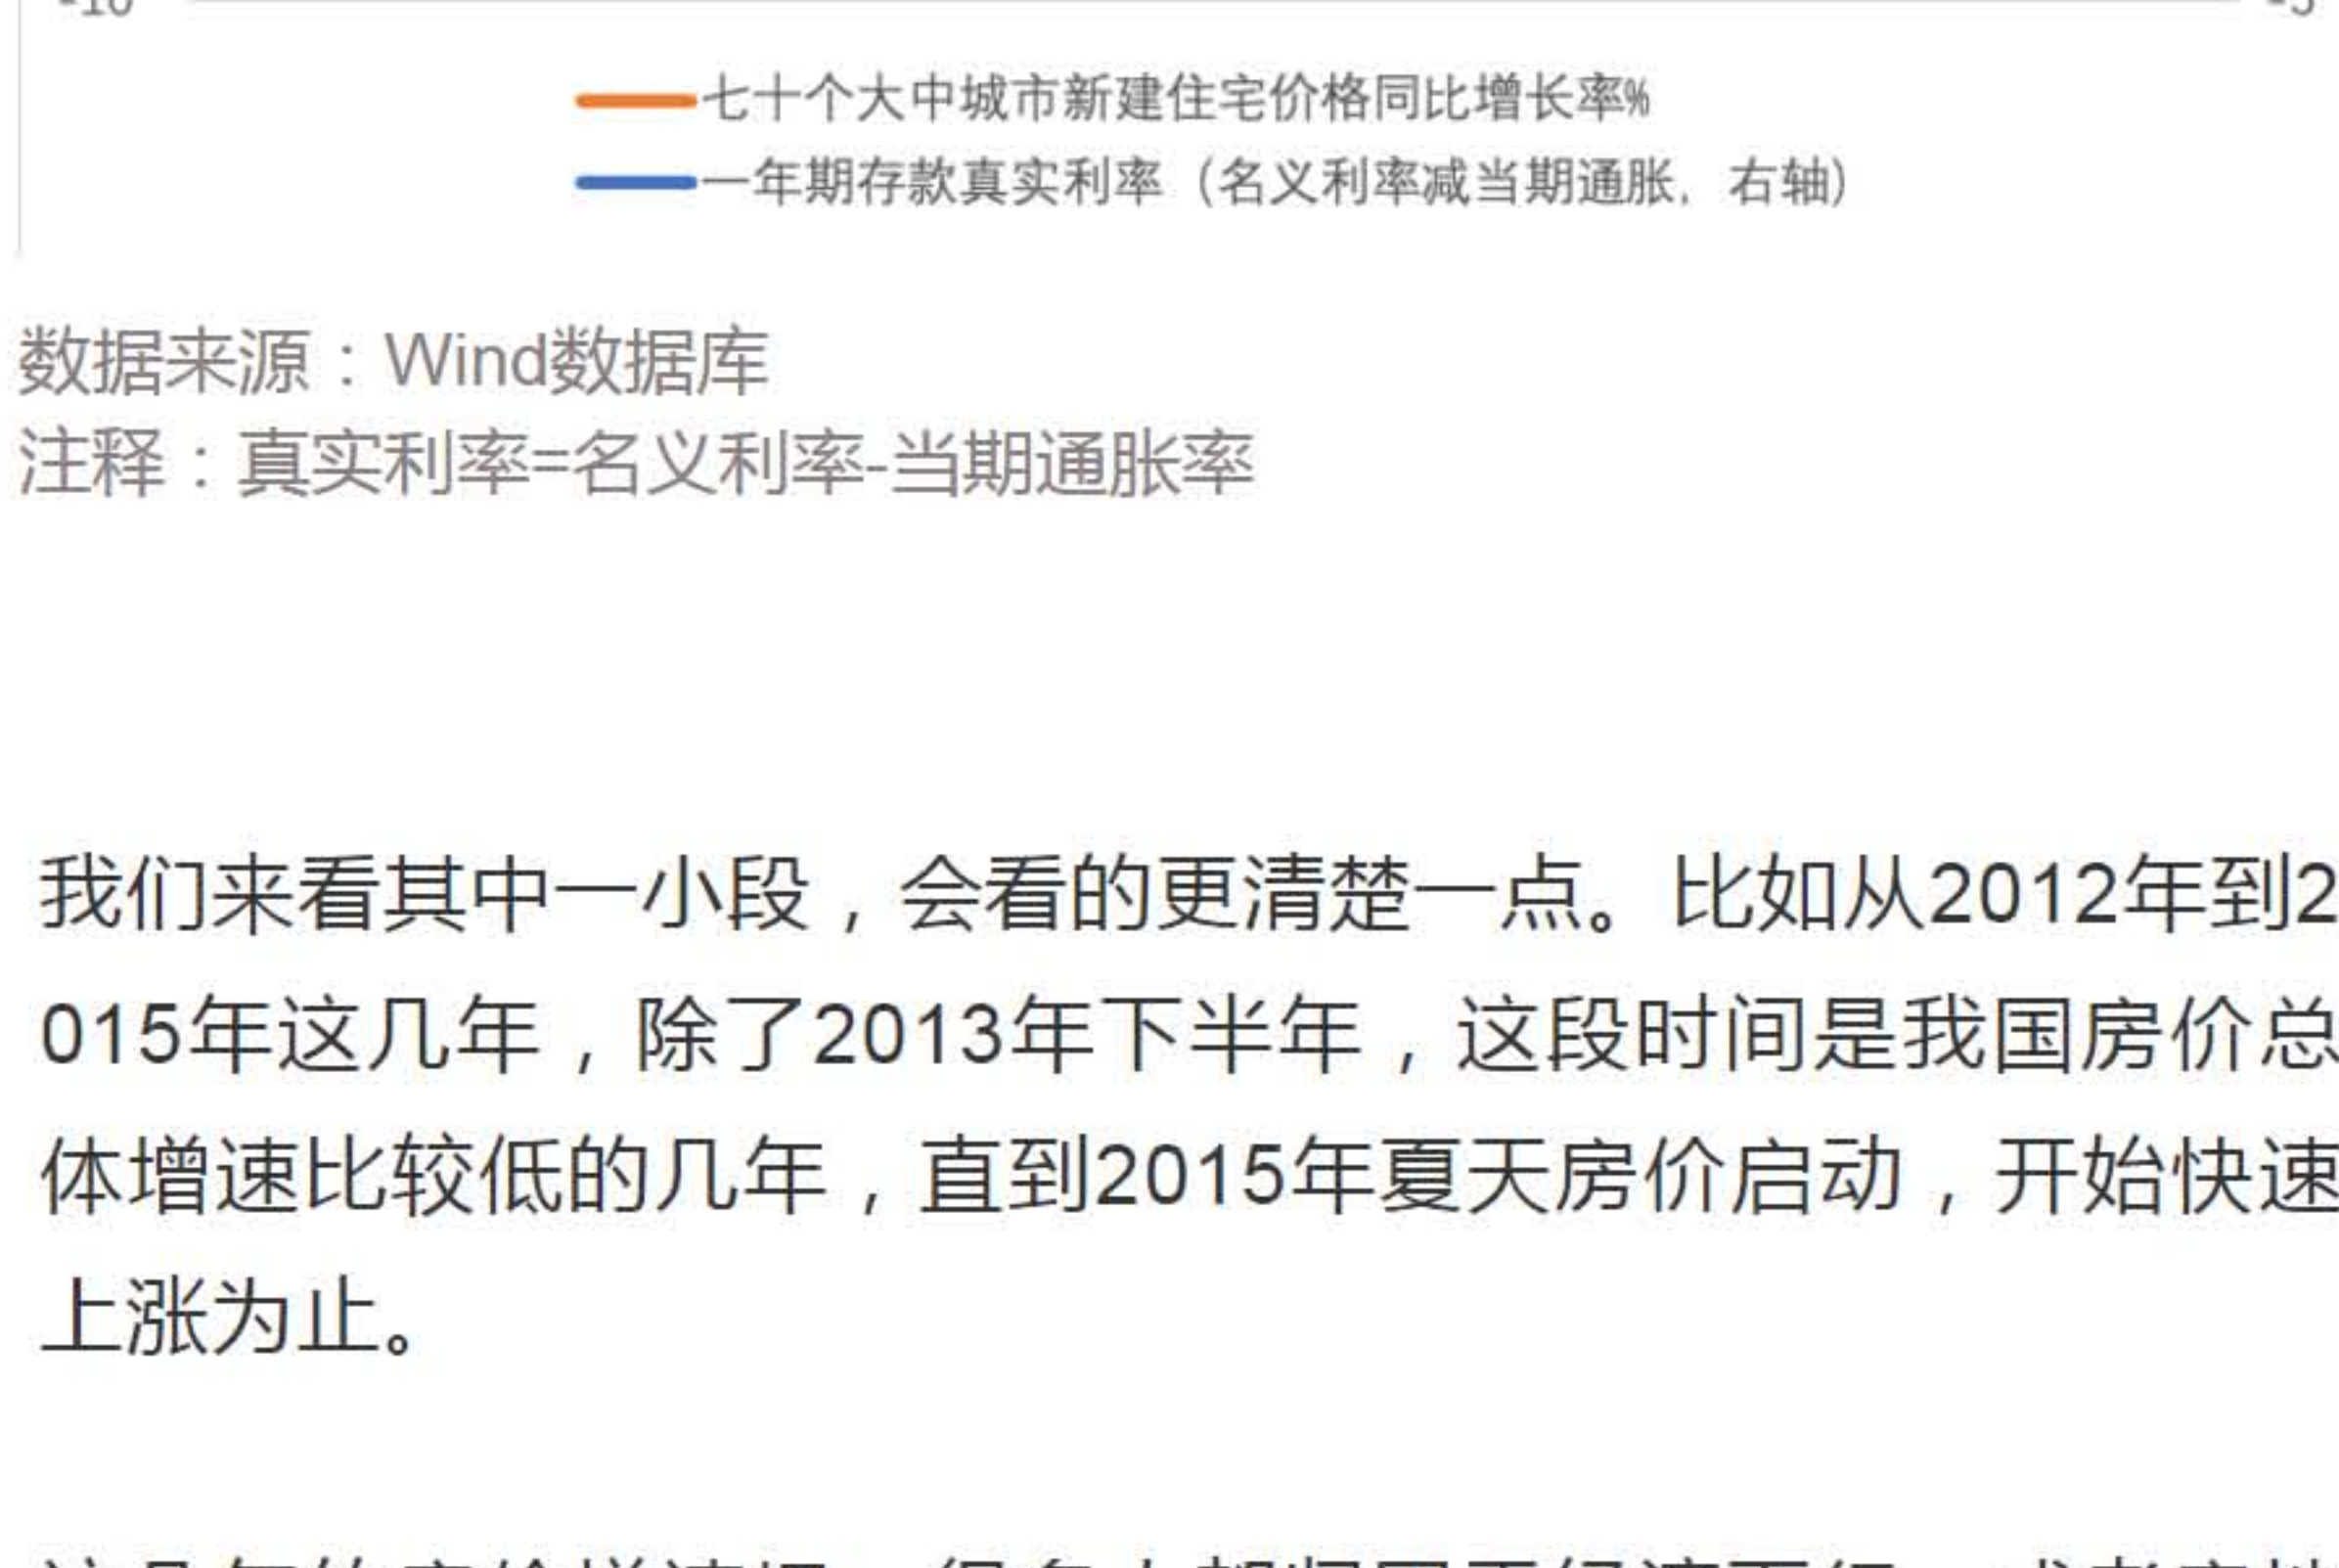 -10 -5
七十个大中城市新建住宅价格同比增长率%
一年期存款真实利率（名义利率减当期通胀，右轴）
数据来源：Wind数据库
注释：真实利率=名义利率-当期通胀率
我们来看其中一小段，会看的更清楚一点。比如从2012年到2
015年这几年，除了2013年下半年，这段时间是我国房价总
体增速比较低的几年，直到2015年夏天房价启动，开始快速
上涨为止。